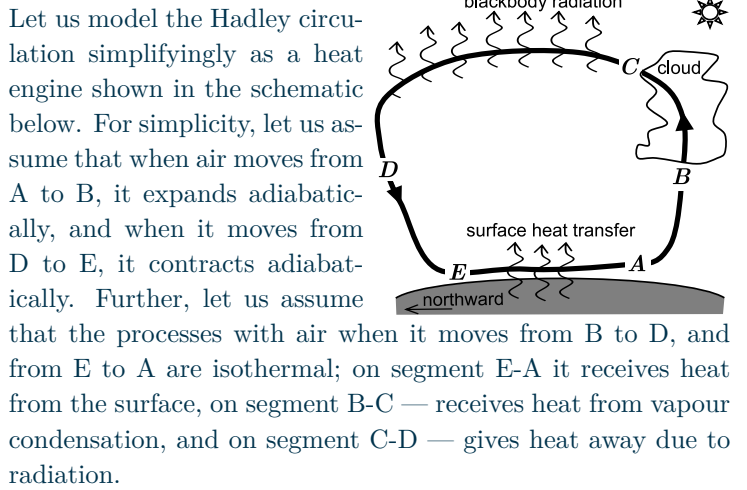 Let us model the Hadley circu-
lation simplifyingly as a heat
engine shown in the schematic
below. For simplicity, let us as-
sume that when air moves from
A to B, it expands adiabatic-
ally, and when it moves from
D to E, it contracts adiabat-
ically. Further, let us assume
that the processes with air when it moves from B to D, and
from E to A are isothermal; on segment E-A it receives heat
from the surface, on segment B-C — receives heat from vapour
condensation, and on segment C-D — gives heat away due to
radiation.
blackbody radiation
C
cloud
D
B
surface heat transfer
E
A
northward